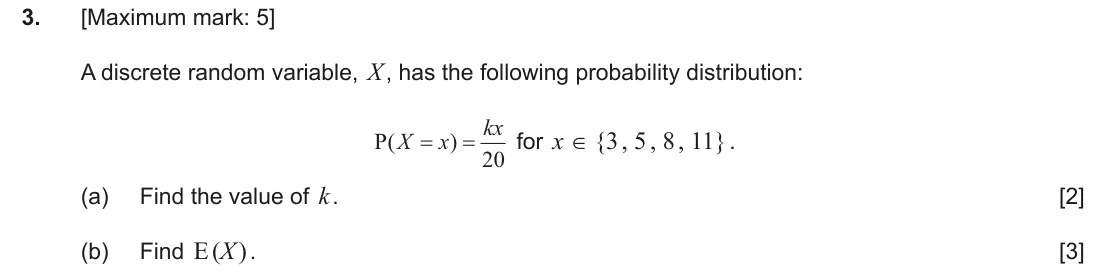 3. [Maximum mark: 5]
A discrete random variable, X, has the following probability distribution:
P(X = x) = kx/20 for x ∈ {3, 5, 8, 11}.
(a) Find the value of k. [2]
(b) Find E(X). [3]